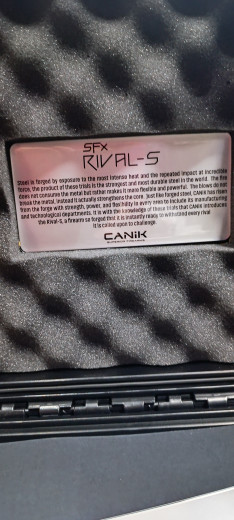 SFx
RIVAL-S
Steel is forged by exposure to the most intense heat and the repeated impact at incredible
force, the product of these trials is the strongest and most durable steel in the world. The fire
does not consume the metal but rather makes it more flexible and powerful. The blows do not
break the metal, instead it actually strengthens the core. Just like forged steel, CANIK has risen
from the forge with strength, power, and flexibility in every area to include its manufacturing
and technological departments. It is with the knowledge of these trials that CANIK introduces
the Rival-S, a firearm so forged that it is instantly ready to withstand every rival
it is called upon to challenge.
CANiK